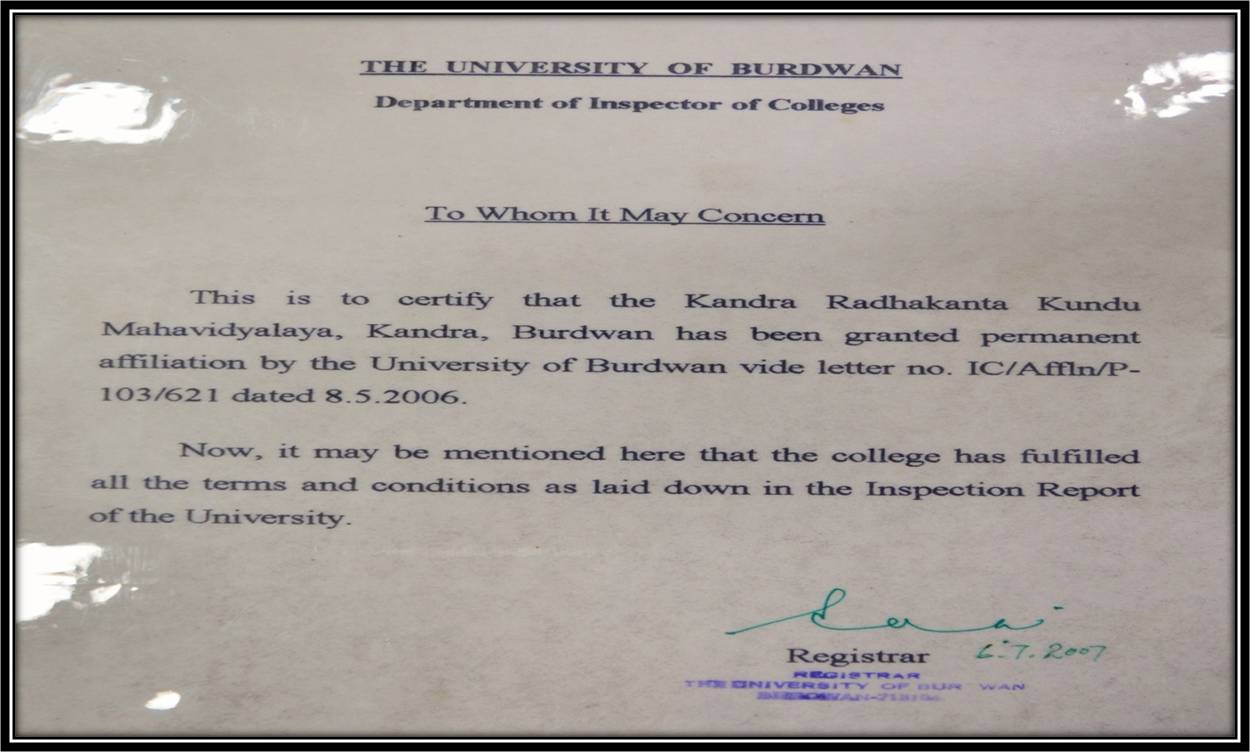 THE UNIVERSITY OF BURDWAN
Department of Inspector of Colleges
To Whom It May Concern
This is to certify that the Kandra Radhakanta Kundu
Mahavidyalaya, Kandra, Burdwan has been granted permanent
affiliation by the University of Burdwan vide letter no. IC/Affln/P-
103/621 dated 8.5.2006.
Now, it may be mentioned here that the college has fulfilled
all the terms and conditions as laid down in the Inspection Report
of the University.
Registrar 6.7.2007
REGISTRAR
THE UNIVERSITY OF BUR WAN